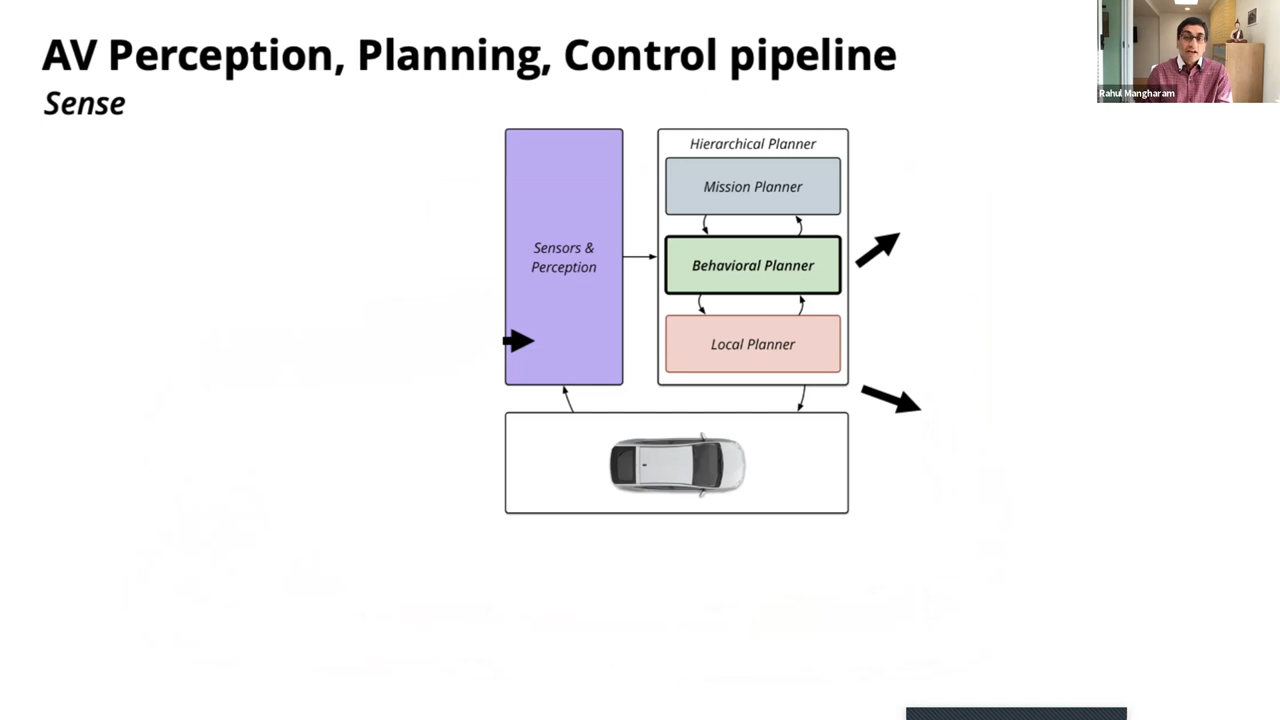 AV Perception, Planning, Control pipeline
Sense
Rahul Mangharam
Hierarchical Planner
Mission Planner
Sensors &
Perception
Behavioral Planner
Local Planner